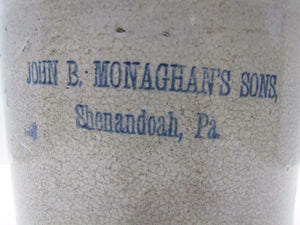 JOHN B. MONAGHAN'S SONS,
Shenandoah, Pa.